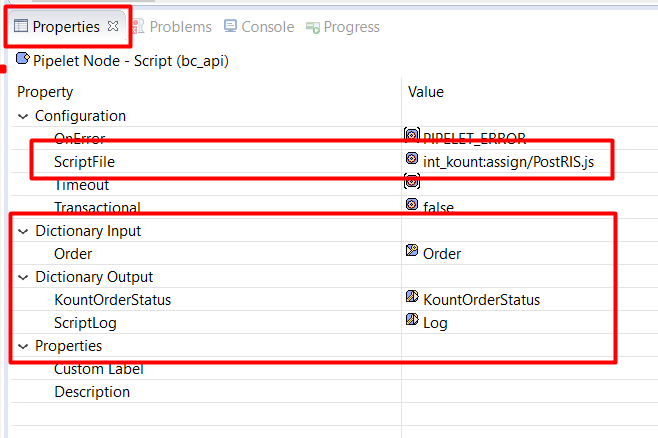 Properties Problems Console Progress
Pipelet Node - Script (bc_api)
Property Value
Configuration
OnError PIPELET_ERROR
ScriptFile int_kount:assign/PostRIS.js
Timeout
Transactional false
Dictionary Input
Order Order
Dictionary Output
KountOrderStatus KountOrderStatus
ScriptLog Log
Properties
Custom Label
Description